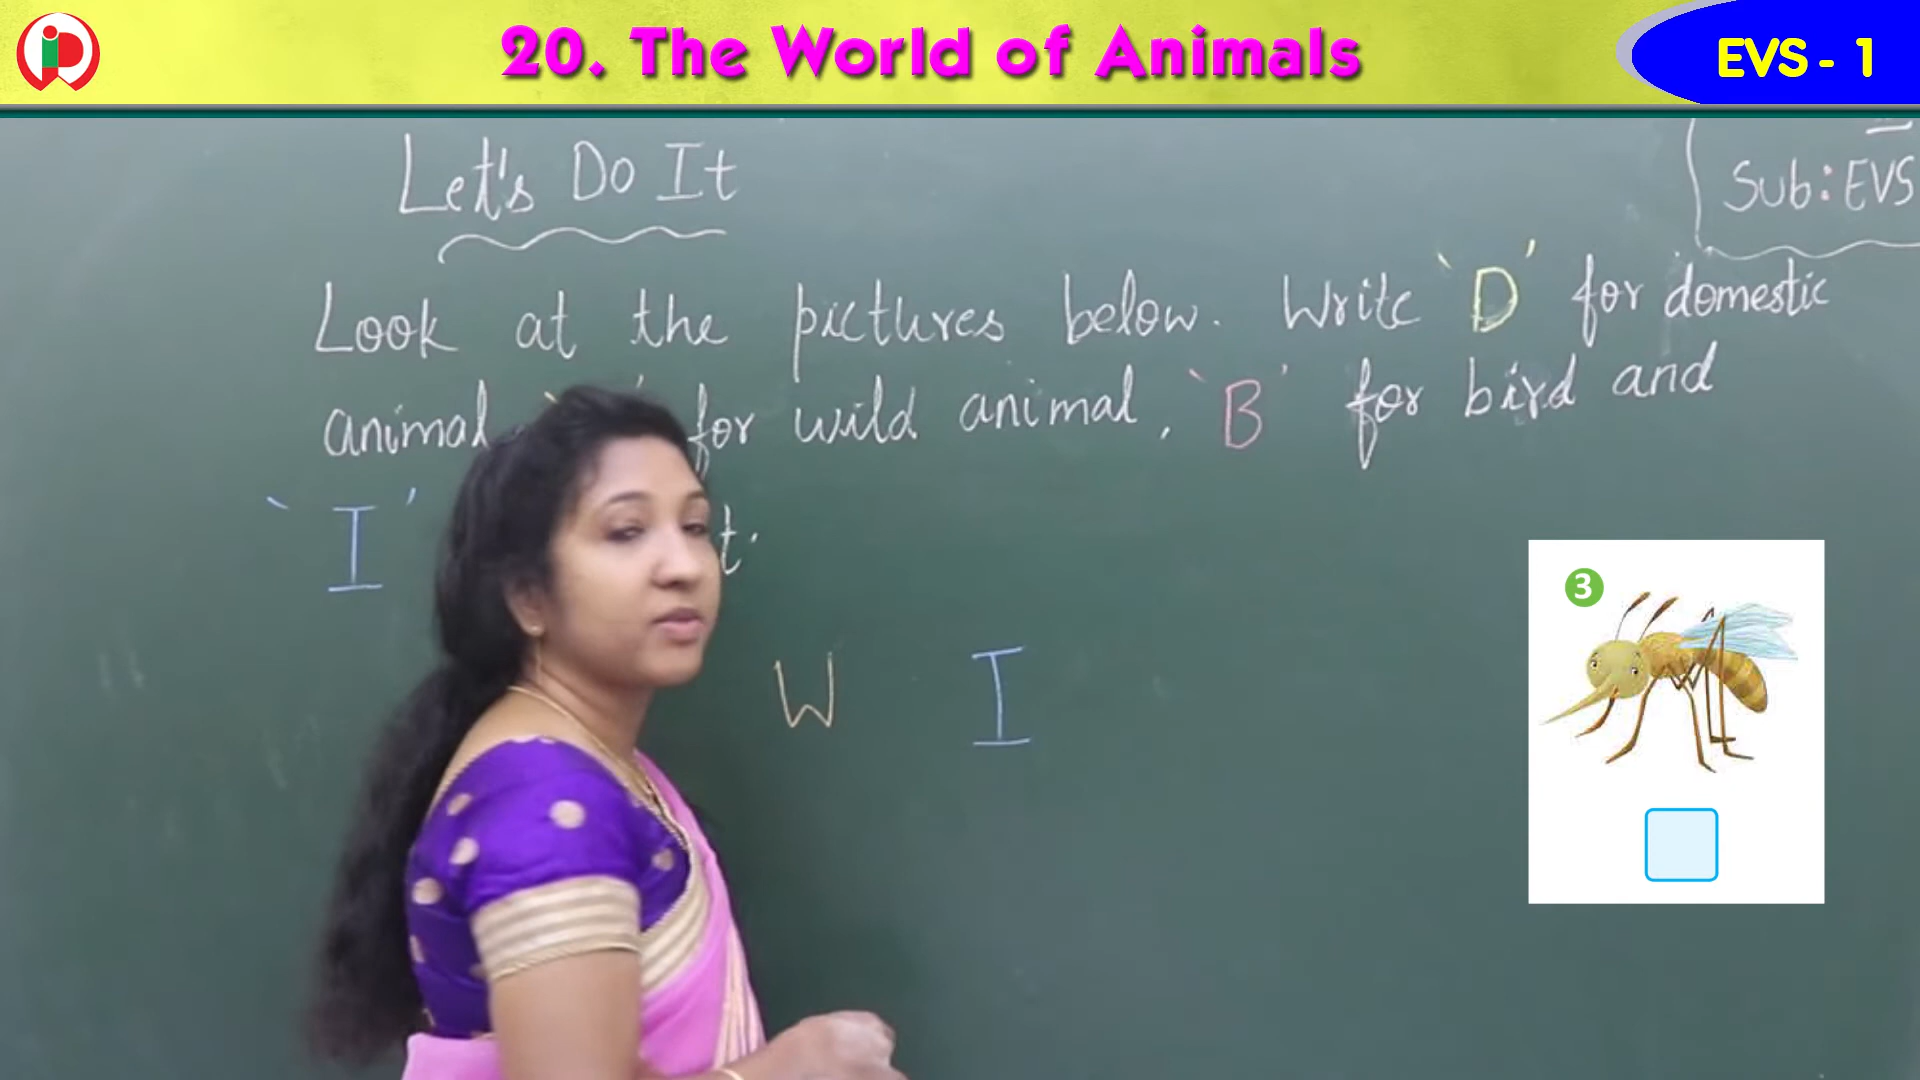 20. The World of Animals
EVS - 1
Let's Do It
Sub: EVS
Look at the pictures below. Write 'D' for domestic
animal for wild animal, 'B' for bird and
'I'
W I
3